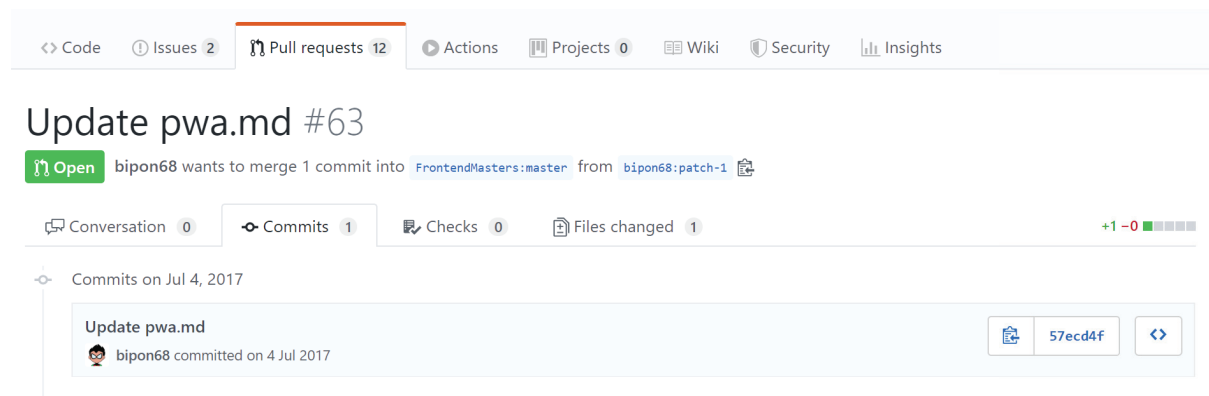 Code Issues 2 Pull requests 12 Actions Projects 0 Wiki Security Insights
Update pwa.md #63
Open bipon68 wants to merge 1 commit into FrontendMasters:master from bipon68:patch-1
Conversation 0 Commits 1 Checks 0 Files changed 1 +1 −0
Commits on Jul 4, 2017
Update pwa.md
57ecd4f
bipon68 committed on 4 Jul 2017